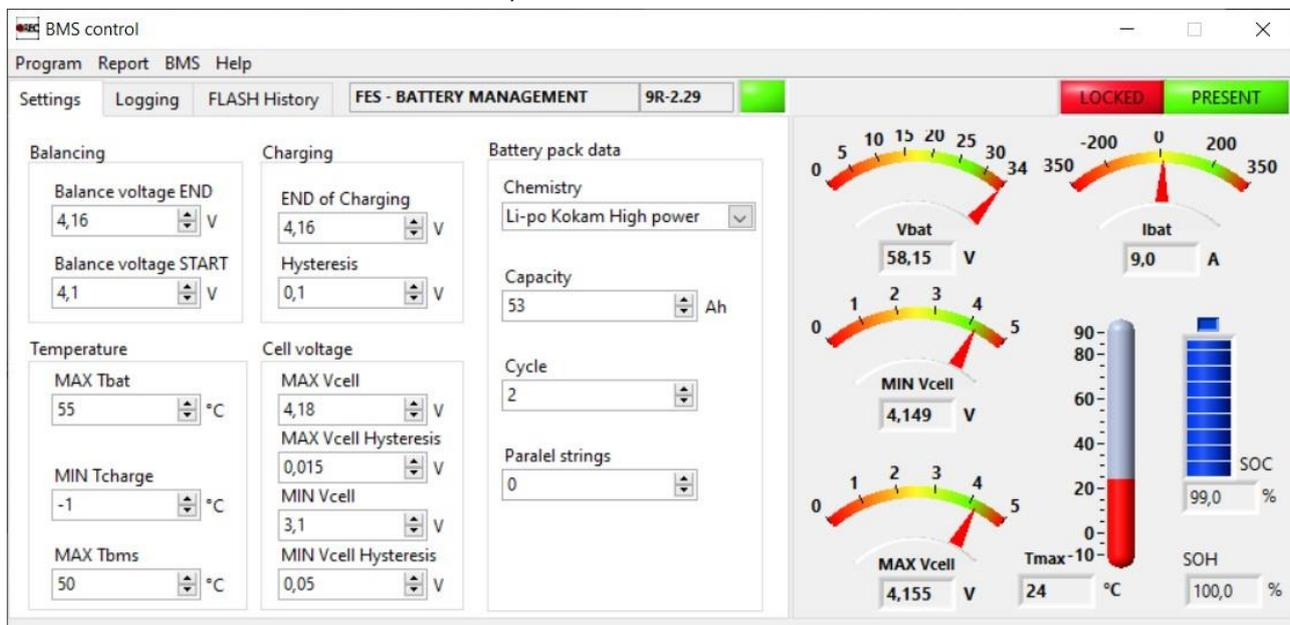 BMS control
Program Report BMS Help
Settings Logging FLASH History FES - BATTERY MANAGEMENT 9R-2.29 LOCKED PRESENT
Balancing
Balance voltage END
4,16 V
Balance voltage START
4,1 V
Charging
END of Charging
4,16 V
Hysteresis
0,1 V
Temperature
MAX Tbat
55 °C
MIN Tcharge
-1 °C
MAX Tbms
50 °C
Cell voltage
MAX Vcell
4,18 V
MAX Vcell Hysteresis
0,015 V
MIN Vcell
3,1 V
MIN Vcell Hysteresis
0,05 V
Battery pack data
Chemistry
Li-po Kokam High power
Capacity
53 Ah
Cycle
2
Paralel strings
0
0 5 10 15 20 25 30 34
Vbat
58,15 V
350 -200 0 200 350
Ibat
9,0 A
0 1 2 3 4 5
MIN Vcell
4,149 V
0 1 2 3 4 5
MAX Vcell
4,155 V
90
80
60
40
20
0
-10
Tmax
24 °C
SOC
99,0 %
SOH
100,0 %